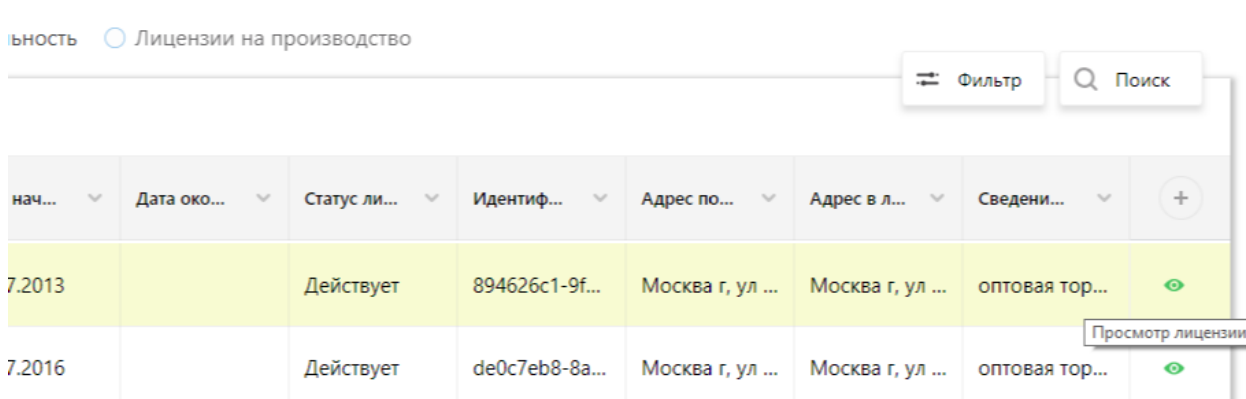 ьность Лицензии на производство
Фильтр Поиск
нач... Дата око... Статус ли... Идентиф... Адрес по... Адрес в л... Сведени... +
7.2013 Действует 894626c1-9f... Москва г, ул ... Москва г, ул ... оптовая тор...
Просмотр лицензии
7.2016 Действует de0c7eb8-8a... Москва г, ул ... Москва г, ул ... оптовая тор...